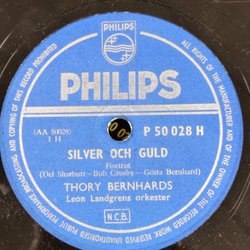 PHILIPS
PHILIPS
(AA 50028)
1 H
P 50 028 H
SILVER OCH GULD
Foxtrot
(Del Sharbutt - Bob Crosby - Gösta Bernhard)
THORY BERNHARDS
Leon Landgrens orkester
N.C.B.
ALL RIGHTS OF THE MANUFACTURER AND OF THE OWNER OF THE RECORDED WORK RESERVED
UNAUTHORISED PUBLIC PERFORMANCE BROADCASTING AND COPYING OF THIS RECORD PROHIBITED